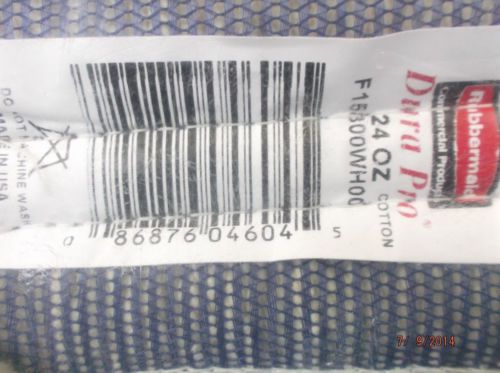 Rubbermaid
Commercial Products
Dura Pro
24 OZ COTTON
F15300WH00
0 86876 04604 5
DO NOT MACHINE WASH
MADE IN USA
7/ 9/2014